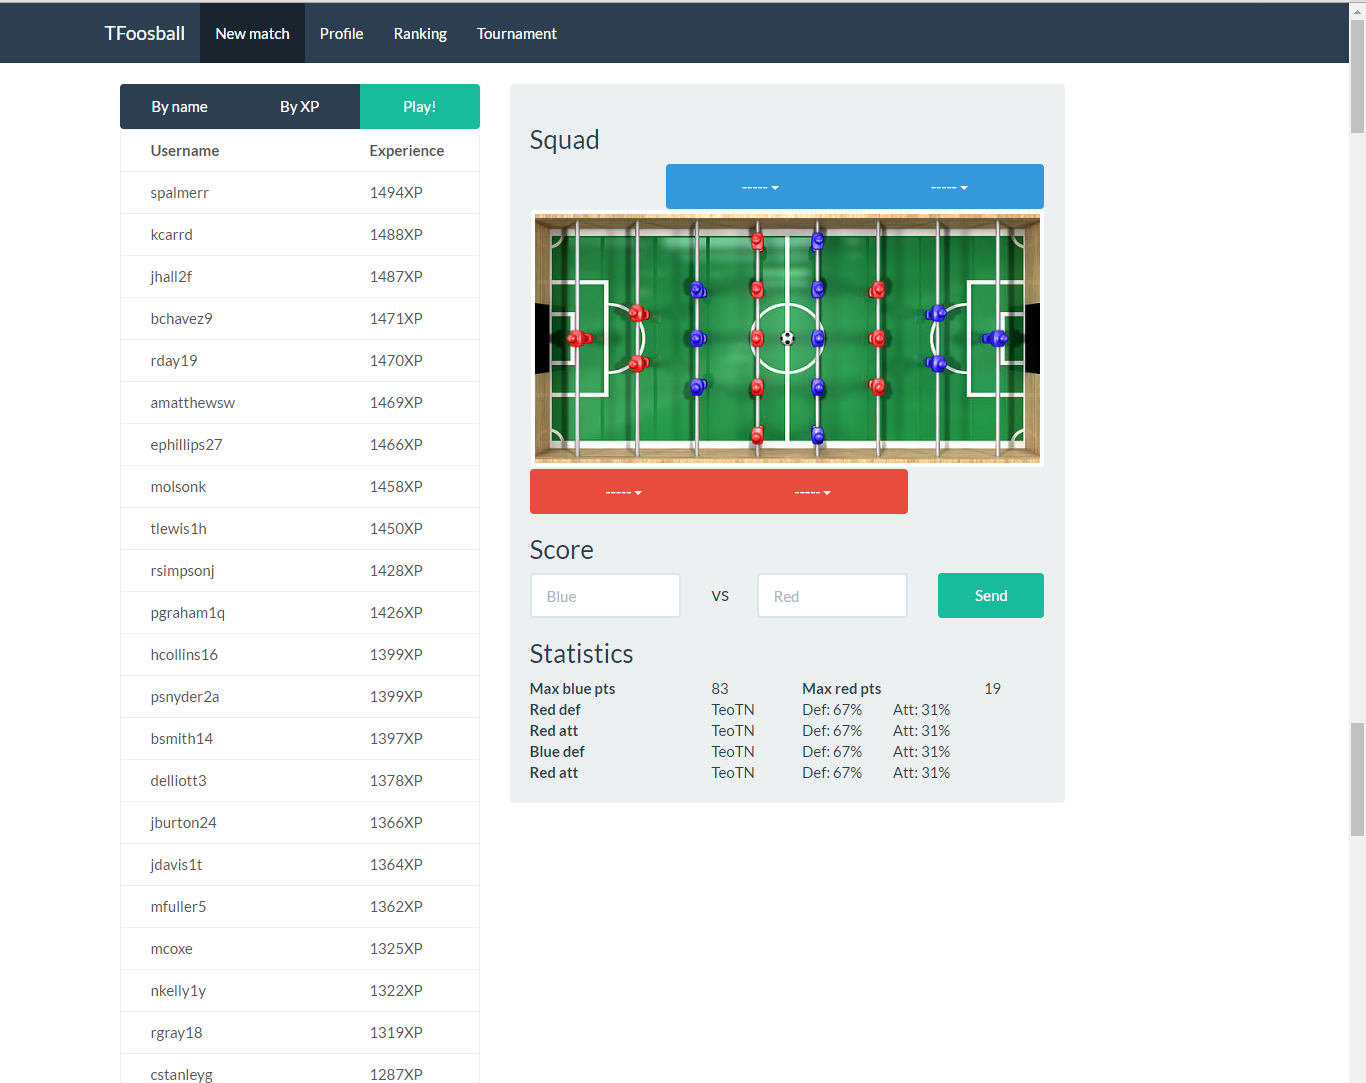 TFoosball New match Profile Ranking Tournament
By name By XP Play!
Username Experience
spalmerr 1494XP
kcarrd 1488XP
jhall2f 1487XP
bchavez9 1471XP
rday19 1470XP
amatthewsw 1469XP
ephillips27 1466XP
molsonk 1458XP
tlewis1h 1450XP
rsimpsonj 1428XP
pgraham1q 1426XP
hcollins16 1399XP
psnyder2a 1399XP
bsmith14 1397XP
delliott3 1378XP
jburton24 1366XP
jdavis1t 1364XP
mfuller5 1362XP
mcoxe 1325XP
nkelly1y 1322XP
rgray18 1319XP
cstanleyg 1287XP
Squad
----- -----
----- -----
Score
Blue VS Red Send
Statistics
Max blue pts 83 Max red pts 19
Red def TeoTN Def: 67% Att: 31%
Red att TeoTN Def: 67% Att: 31%
Blue def TeoTN Def: 67% Att: 31%
Red att TeoTN Def: 67% Att: 31%